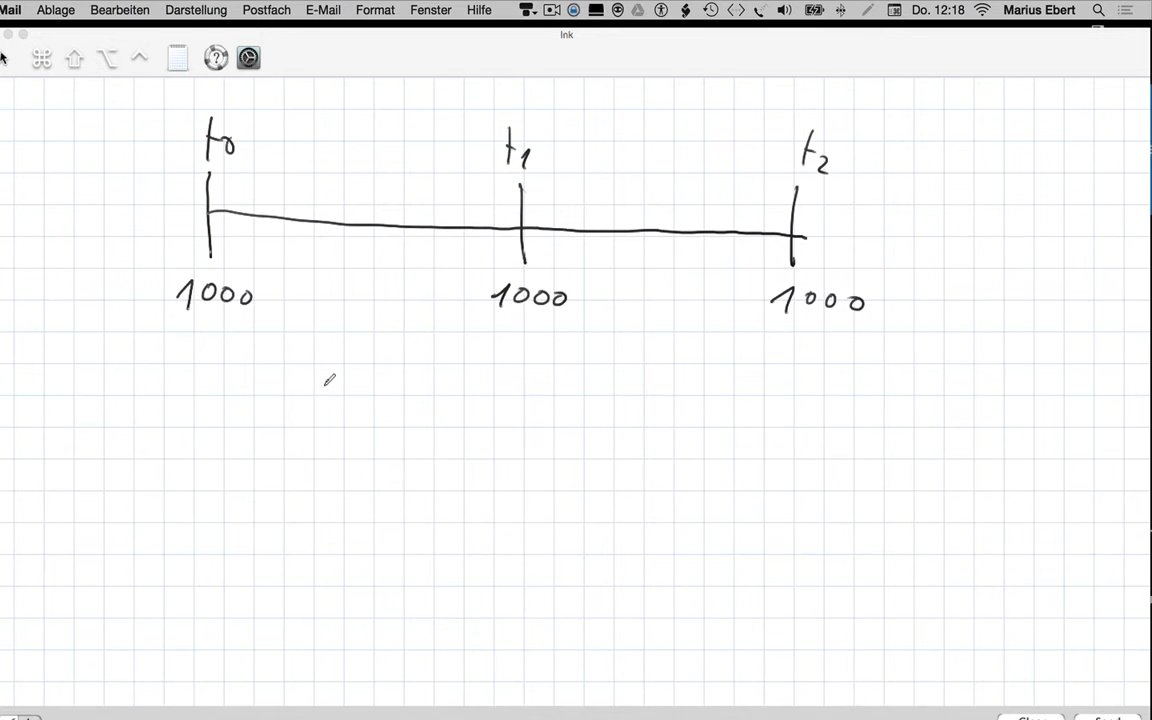 Mail Ablage Bearbeiten Darstellung Postfach E-Mail Format Fenster Hilfe Do. 12:18 Marius Ebert
Ink
t0 t1 t2
1000 1000 1000